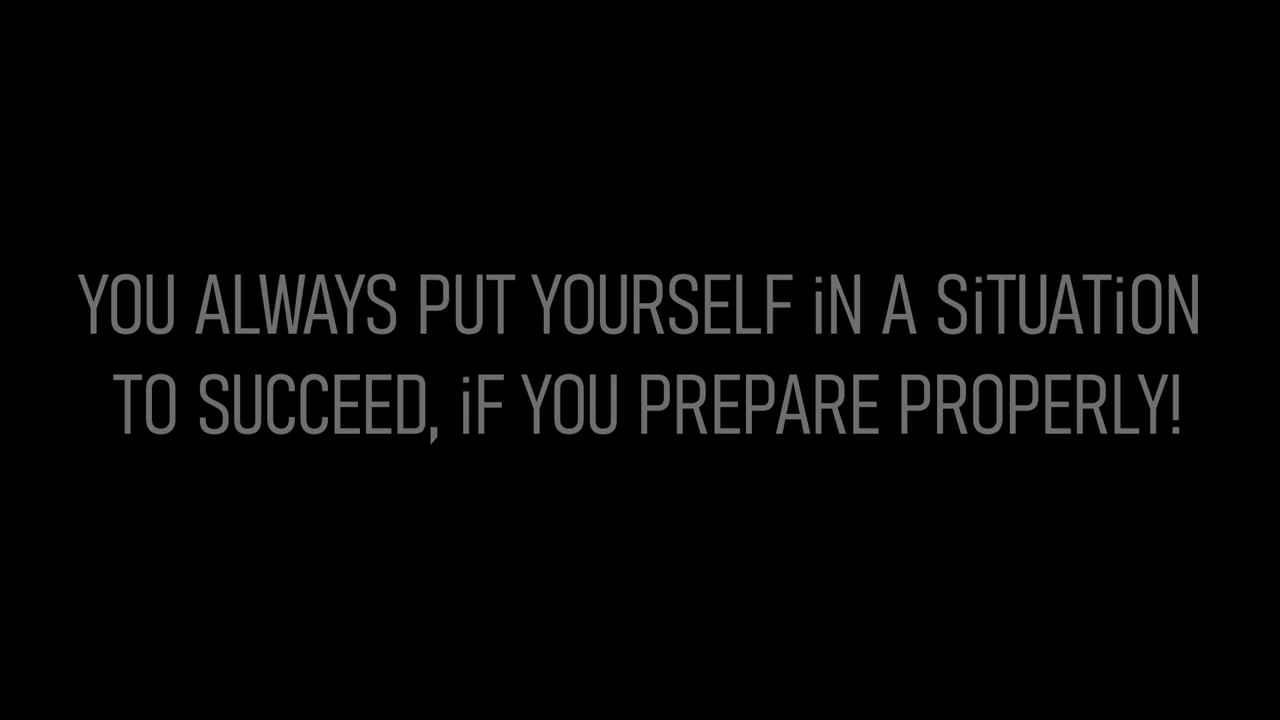 YOU ALWAYS PUT YOURSELF iN A SiTUATiON
TO SUCCEED, iF YOU PREPARE PROPERLY!